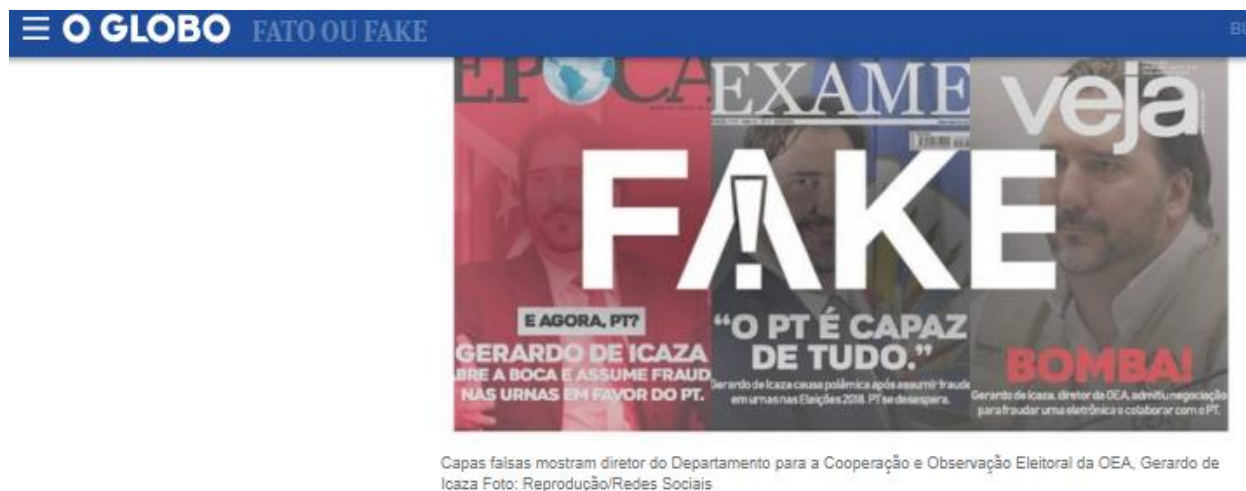 O GLOBO FATO OU FAKE
ÉPOCA
EXAME
veja
FAKE
E AGORA, PT?
GERARDO DE ICAZA
BRE A BOCA E ASSUME FRAUD
NAS URNAS EM FAVOR DO PT.
“O PT É CAPAZ
DE TUDO.”
Gerardo de Icaza causa polêmica após assumir fraude
em urnas nas Eleições 2018. PT se desespera.
BOMBA!
Gerardo de Icaza, diretor da OEA, admitiu negociação
para fraudar urna eletrônica e colaborar com o PT.
Capas falsas mostram diretor do Departamento para a Cooperação e Observação Eleitoral da OEA, Gerardo de
Icaza Foto: Reprodução/Redes Sociais